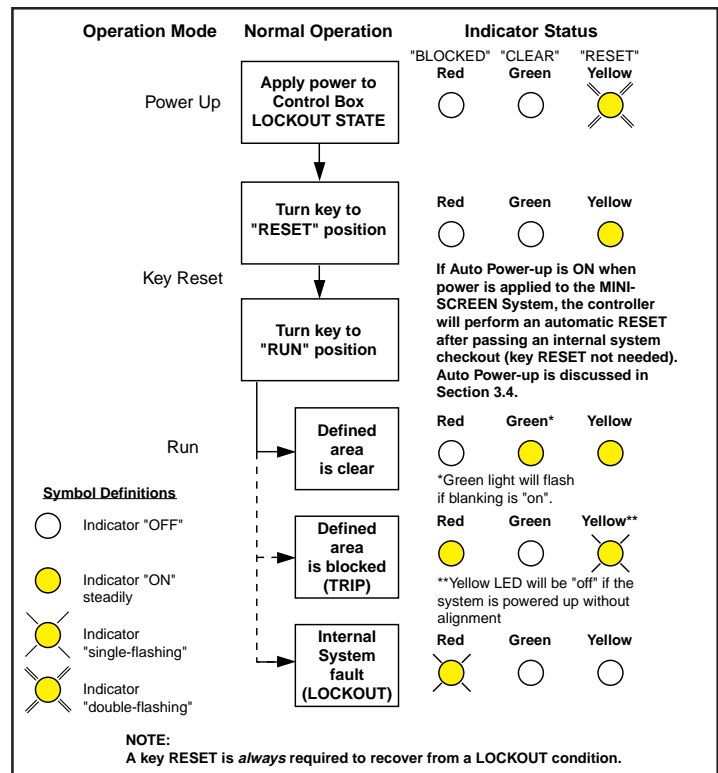 Operation Mode Normal Operation Indicator Status
"BLOCKED" "CLEAR" "RESET"
Red Green Yellow
Power Up
Apply power to
Control Box
LOCKOUT STATE
Key Reset
Turn key to
"RESET" position
Red Green Yellow
If Auto Power-up is ON when
power is applied to the MINI-
SCREEN System, the controller
will perform an automatic RESET
after passing an internal system
checkout (key RESET not needed).
Auto Power-up is discussed in
Section 3.4.
Turn key to
"RUN" position
Run
Defined
area
is clear
Red Green* Yellow
*Green light will flash
if blanking is "on".
Defined
area
is blocked
(TRIP)
Red Green Yellow**
**Yellow LED will be "off" if the
system is powered up without
alignment
Internal
System
fault
(LOCKOUT)
Red Green Yellow
Symbol Definitions
Indicator "OFF"
Indicator "ON"
steadily
Indicator
"single-flashing"
Indicator
"double-flashing"
NOTE:
A key RESET is always required to recover from a LOCKOUT condition.